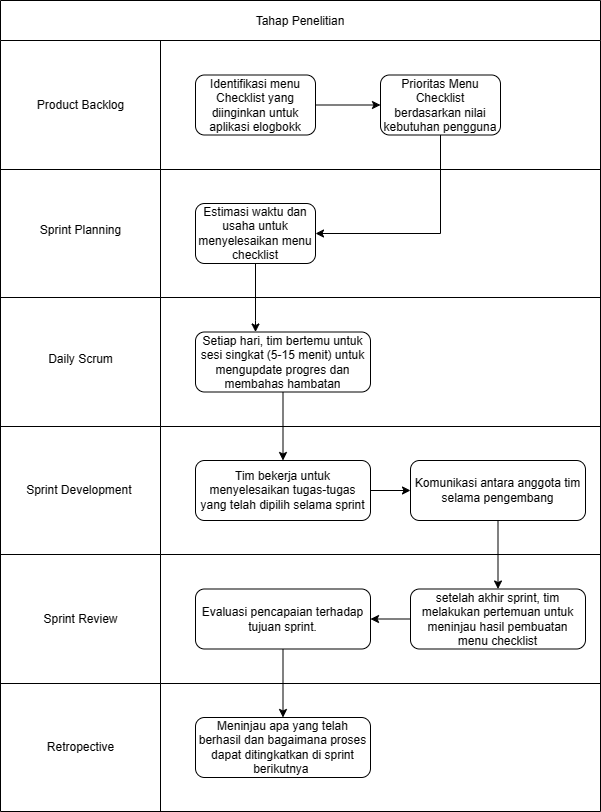 Tahap Penelitian
Product Backlog
Identifikasi menu
Checklist yang
diinginkan untuk
aplikasi elogbokk
Prioritas Menu
Checklist
berdasarkan nilai
kebutuhan pengguna
Sprint Planning
Estimasi waktu dan
usaha untuk
menyelesaikan menu
checklist
Daily Scrum
Setiap hari, tim bertemu untuk
sesi singkat (5-15 menit) untuk
mengupdate progres dan
membahas hambatan
Sprint Development
Tim bekerja untuk
menyelesaikan tugas-tugas
yang telah dipilih selama sprint
Komunikasi antara anggota tim
selama pengembang
Sprint Review
Evaluasi pencapaian terhadap
tujuan sprint.
setelah akhir sprint, tim
melakukan pertemuan untuk
meninjau hasil pembuatan
menu checklist
Retropective
Meninjau apa yang telah
berhasil dan bagaimana proses
dapat ditingkatkan di sprint
berikutnya